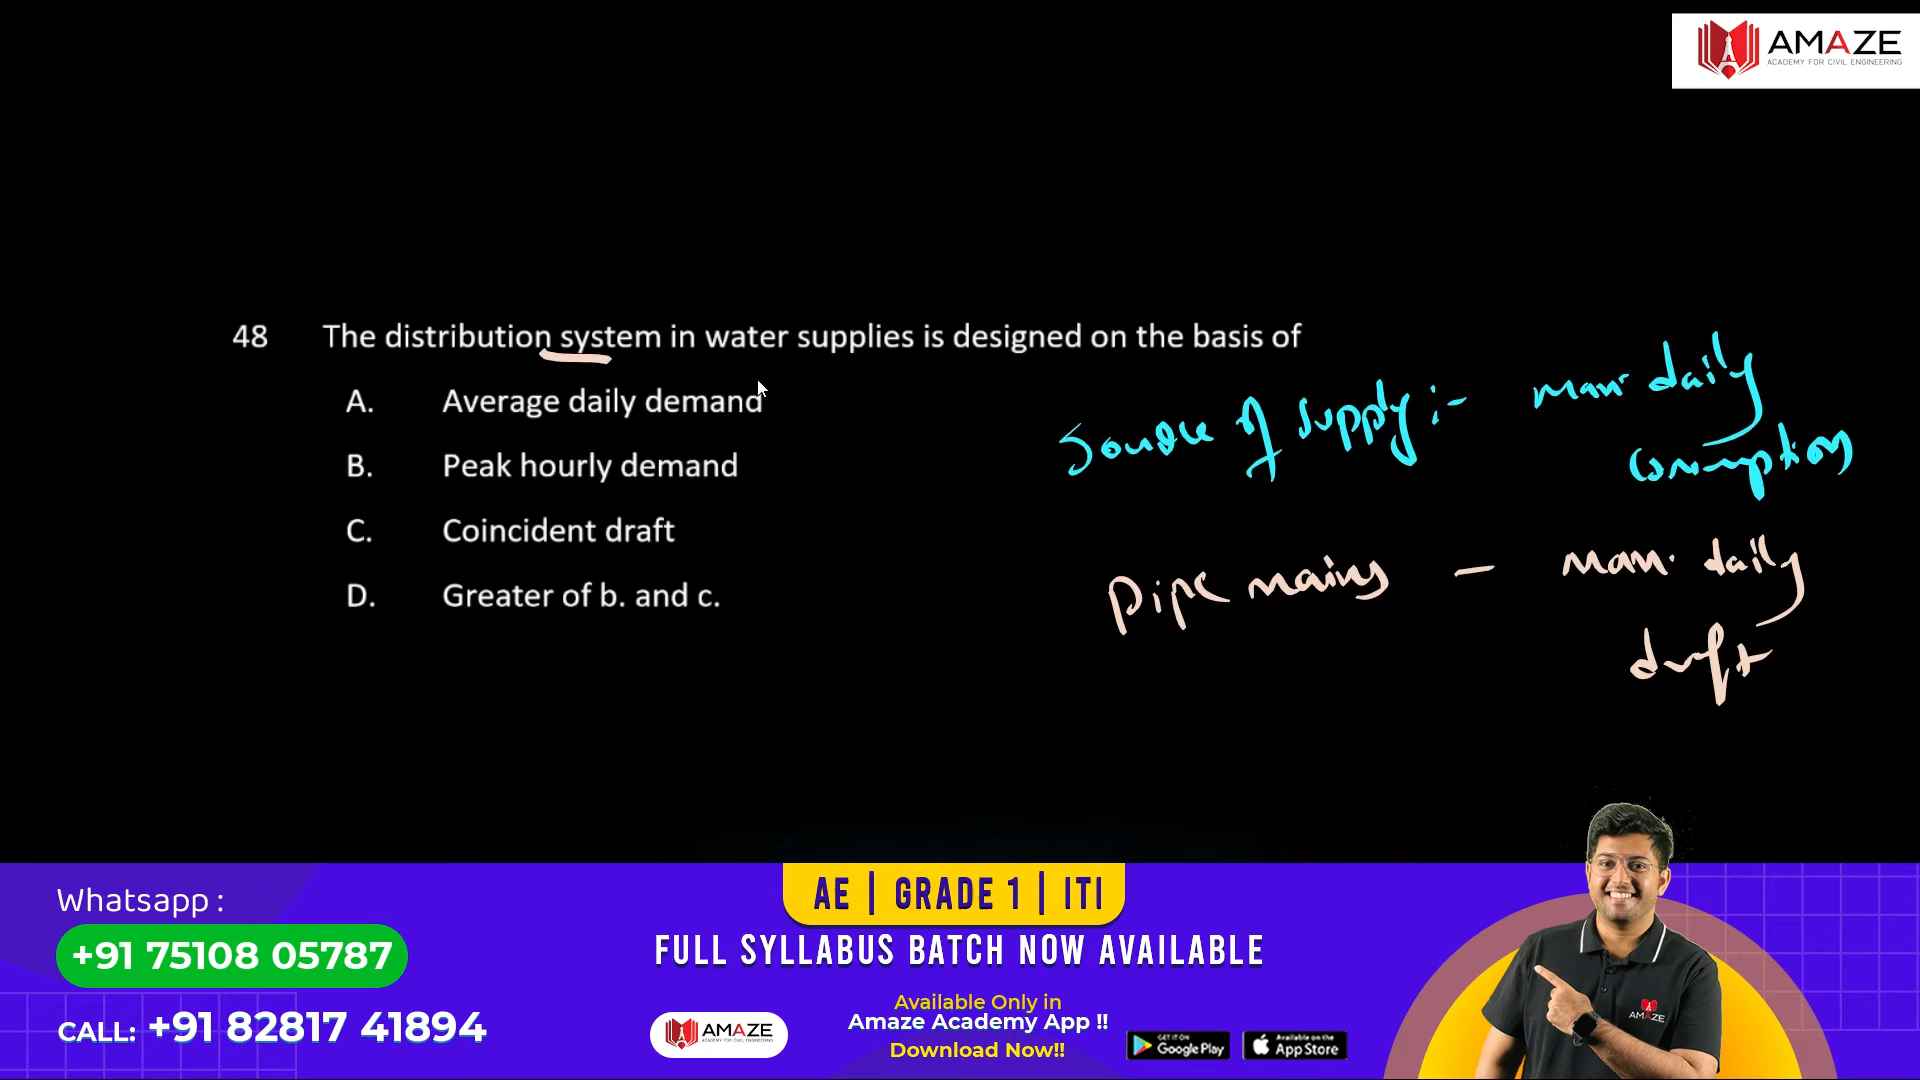 AMAZE
ACADEMY FOR CIVIL ENGINEERING
48 The distribution system in water supplies is designed on the basis of
A. Average daily demand
B. Peak hourly demand
C. Coincident draft
D. Greater of b. and c.
Source of supply :- max daily
consumption
Pipe mains - max. daily
draft
Whatsapp :
+91 75108 05787
CALL: +91 82817 41894
AE | GRADE 1 | ITI
FULL SYLLABUS BATCH NOW AVAILABLE
AMAZE
ACADEMY FOR CIVIL ENGINEERING
Available Only in
Amaze Academy App !!
Download Now!!
GET IT ON
Google Play
Available on the
App Store
AMAZE